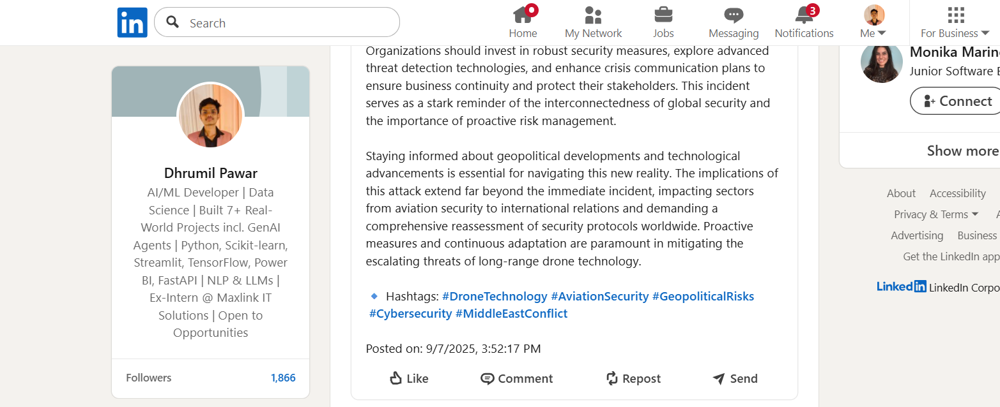 in
Search
Home
My Network
Jobs
Messaging
3
Notifications
Me
For Business
Dhrumil Pawar
AI/ML Developer | Data
Science | Built 7+ Real-
World Projects incl. GenAI
Agents | Python, Scikit-learn,
Streamlit, TensorFlow, Power
BI, FastAPI | NLP & LLMs |
Ex-Intern @ Maxlink IT
Solutions | Open to
Opportunities
Followers 1,866
Organizations should invest in robust security measures, explore advanced
threat detection technologies, and enhance crisis communication plans to
ensure business continuity and protect their stakeholders. This incident
serves as a stark reminder of the interconnectedness of global security and
the importance of proactive risk management.
Staying informed about geopolitical developments and technological
advancements is essential for navigating this new reality. The implications of
this attack extend far beyond the immediate incident, impacting sectors
from aviation security to international relations and demanding a
comprehensive reassessment of security protocols worldwide. Proactive
measures and continuous adaptation are paramount in mitigating the
escalating threats of long-range drone technology.
🔹 Hashtags: #DroneTechnology #AviationSecurity #GeopoliticalRisks
#Cybersecurity #MiddleEastConflict
Posted on: 9/7/2025, 3:52:17 PM
Like Comment Repost Send
Monika
Junior Software
Connect
Show more
About Accessibility
Privacy & Terms
Advertising Business
Get the LinkedIn app
LinkedIn LinkedIn